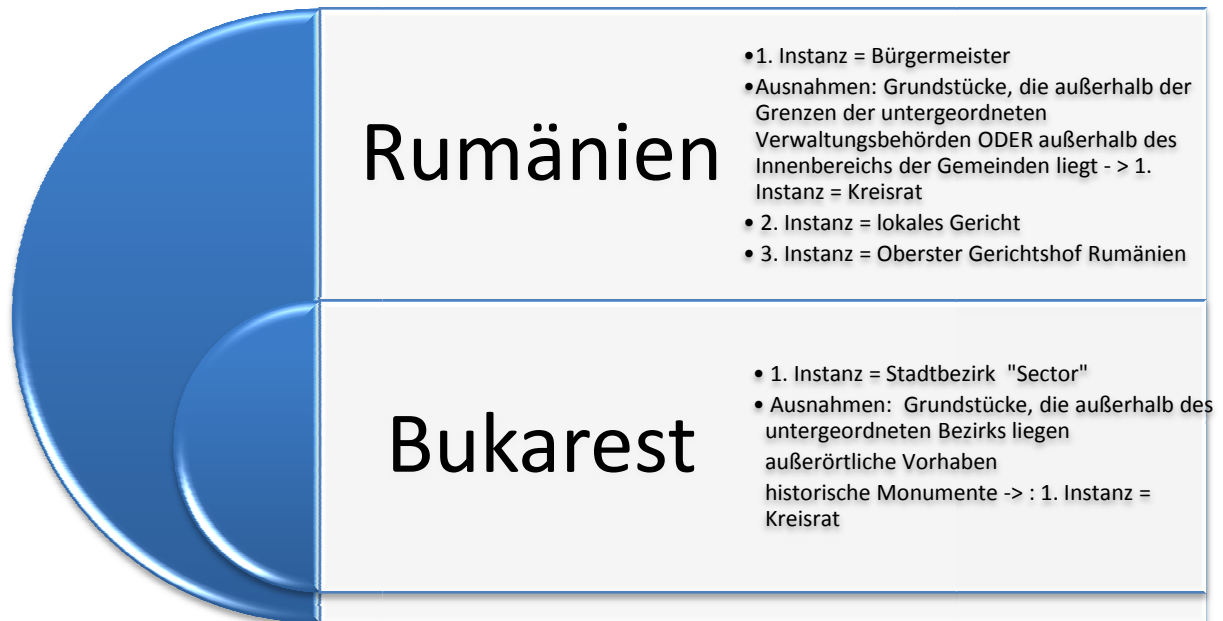 Rumänien
•1. Instanz = Bürgermeister
•Ausnahmen: Grundstücke, die außerhalb der
Grenzen der untergeordneten
Verwaltungsbehörden ODER außerhalb des
Innenbereichs der Gemeinden liegt - > 1.
Instanz = Kreisrat
• 2. Instanz = lokales Gericht
• 3. Instanz = Oberster Gerichtshof Rumänien
Bukarest
• 1. Instanz = Stadtbezirk "Sector"
• Ausnahmen: Grundstücke, die außerhalb des
untergeordneten Bezirks liegen
außerörtliche Vorhaben
historische Monumente -> : 1. Instanz =
Kreisrat